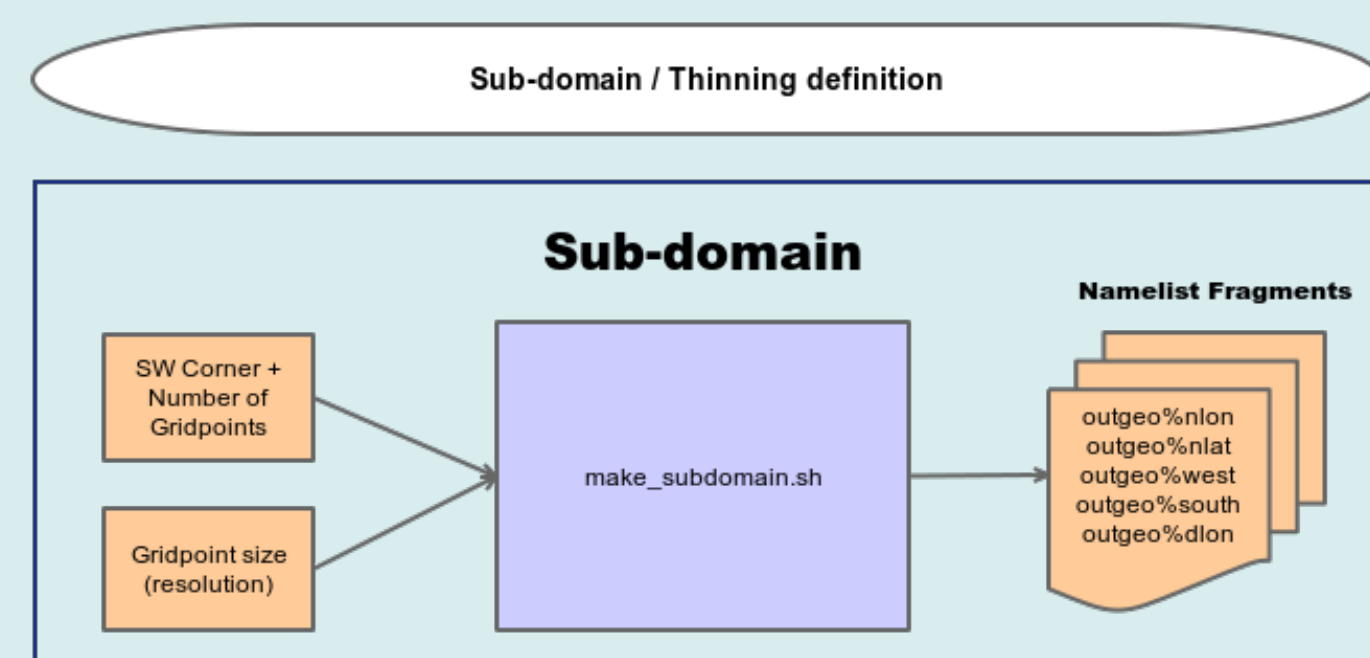 Sub-domain / Thinning definition
Sub-domain
Namelist Fragments
SW Corner +
Number of
Gridpoints
Gridpoint size
(resolution)
make_subdomain.sh
outgeo%nlon
outgeo%nlat
outgeo%west
outgeo%south
outgeo%dlon